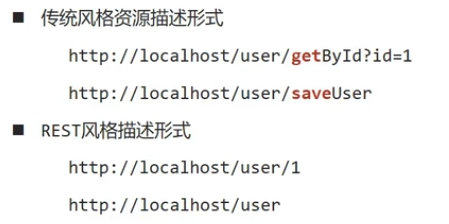 ■ 传统风格资源描述形式
http://localhost/user/getById?id=1
http://localhost/user/saveUser
■ REST风格描述形式
http://localhost/user/1
http://localhost/user